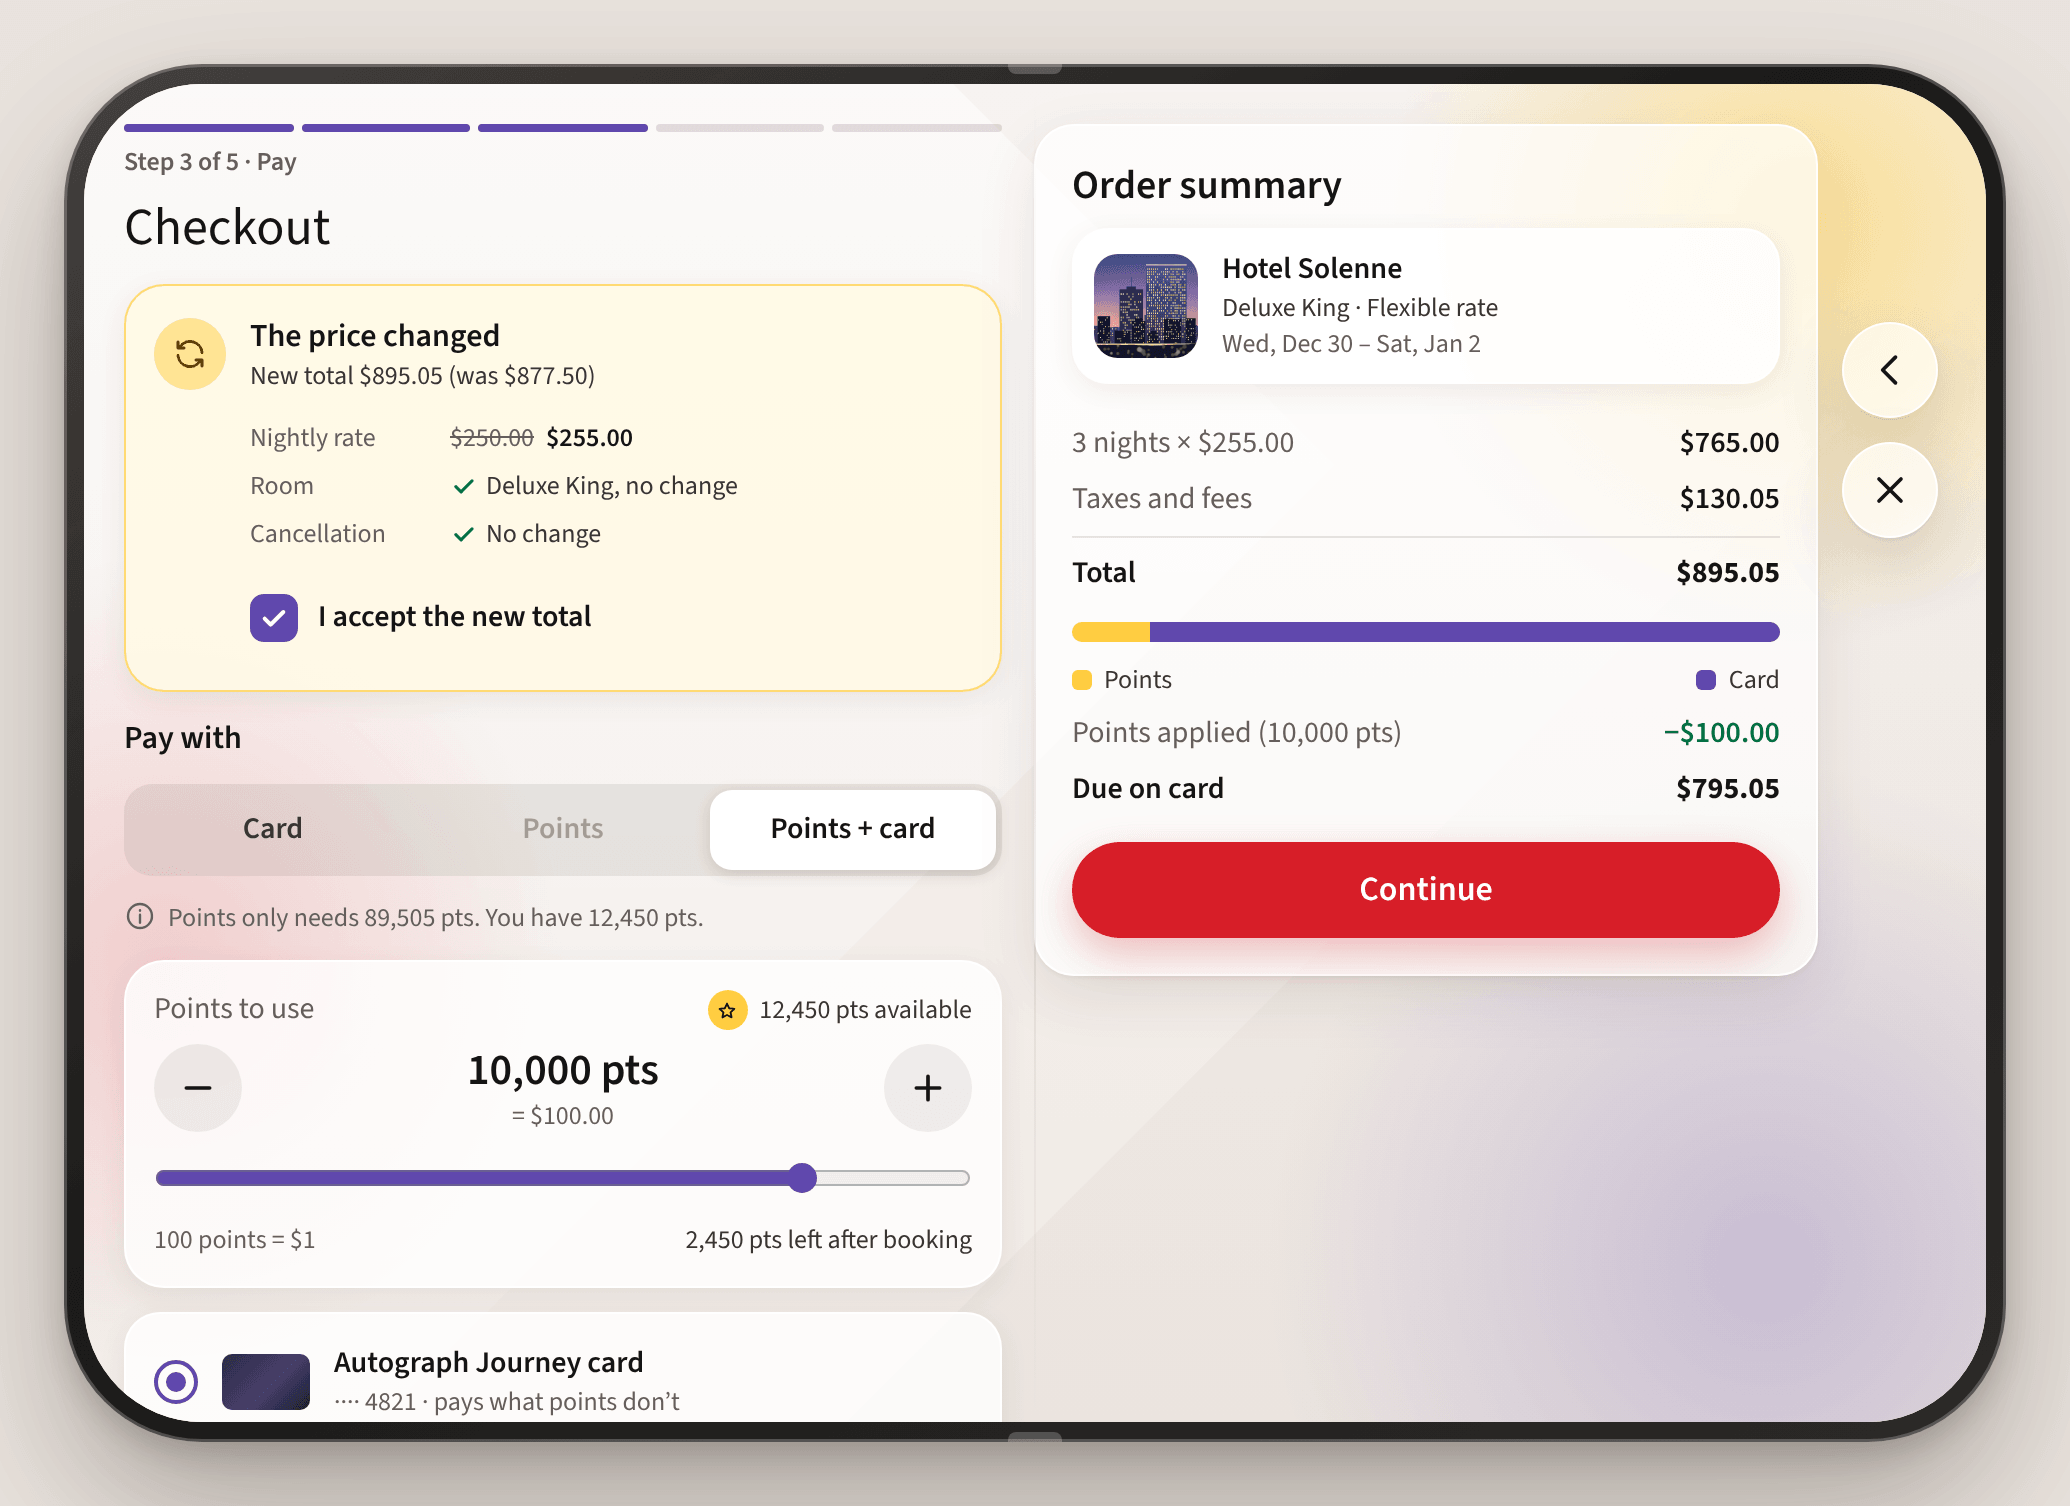 Step 3 of 5 · Pay
Checkout
The price changed
New total $895.05 (was $877.50)
Nightly rate $250.00 $255.00
Room Deluxe King, no change
Cancellation No change
I accept the new total
Pay with
Card Points Points + card
Points only needs 89,505 pts. You have 12,450 pts.
Points to use 12,450 pts available
10,000 pts
= $100.00
100 points = $1 2,450 pts left after booking
Autograph Journey card
···· 4821 · pays what points don’t
Order summary
Hotel Solenne
Deluxe King · Flexible rate
Wed, Dec 30 – Sat, Jan 2
3 nights × $255.00 $765.00
Taxes and fees $130.05
Total $895.05
Points Card
Points applied (10,000 pts) −$100.00
Due on card $795.05
Continue